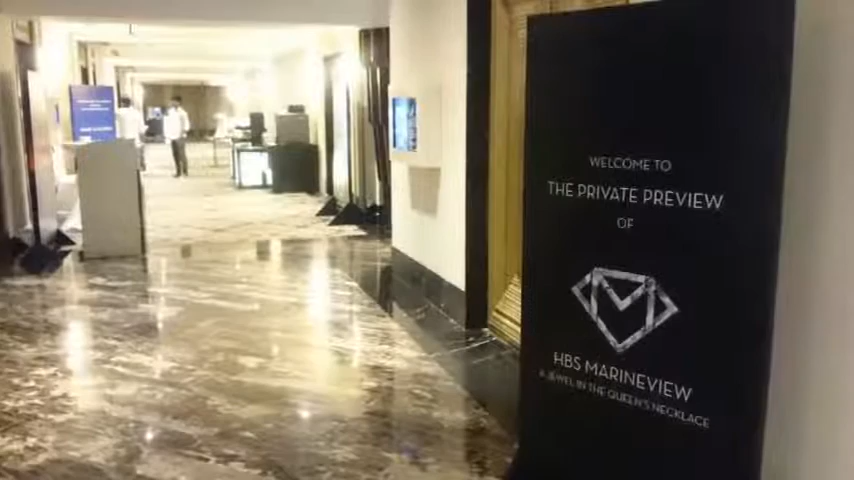 WELCOME TO
THE PRIVATE PREVIEW
OF
HBS MARINEVIEW
A JEWEL IN THE QUEEN'S NECKLACE